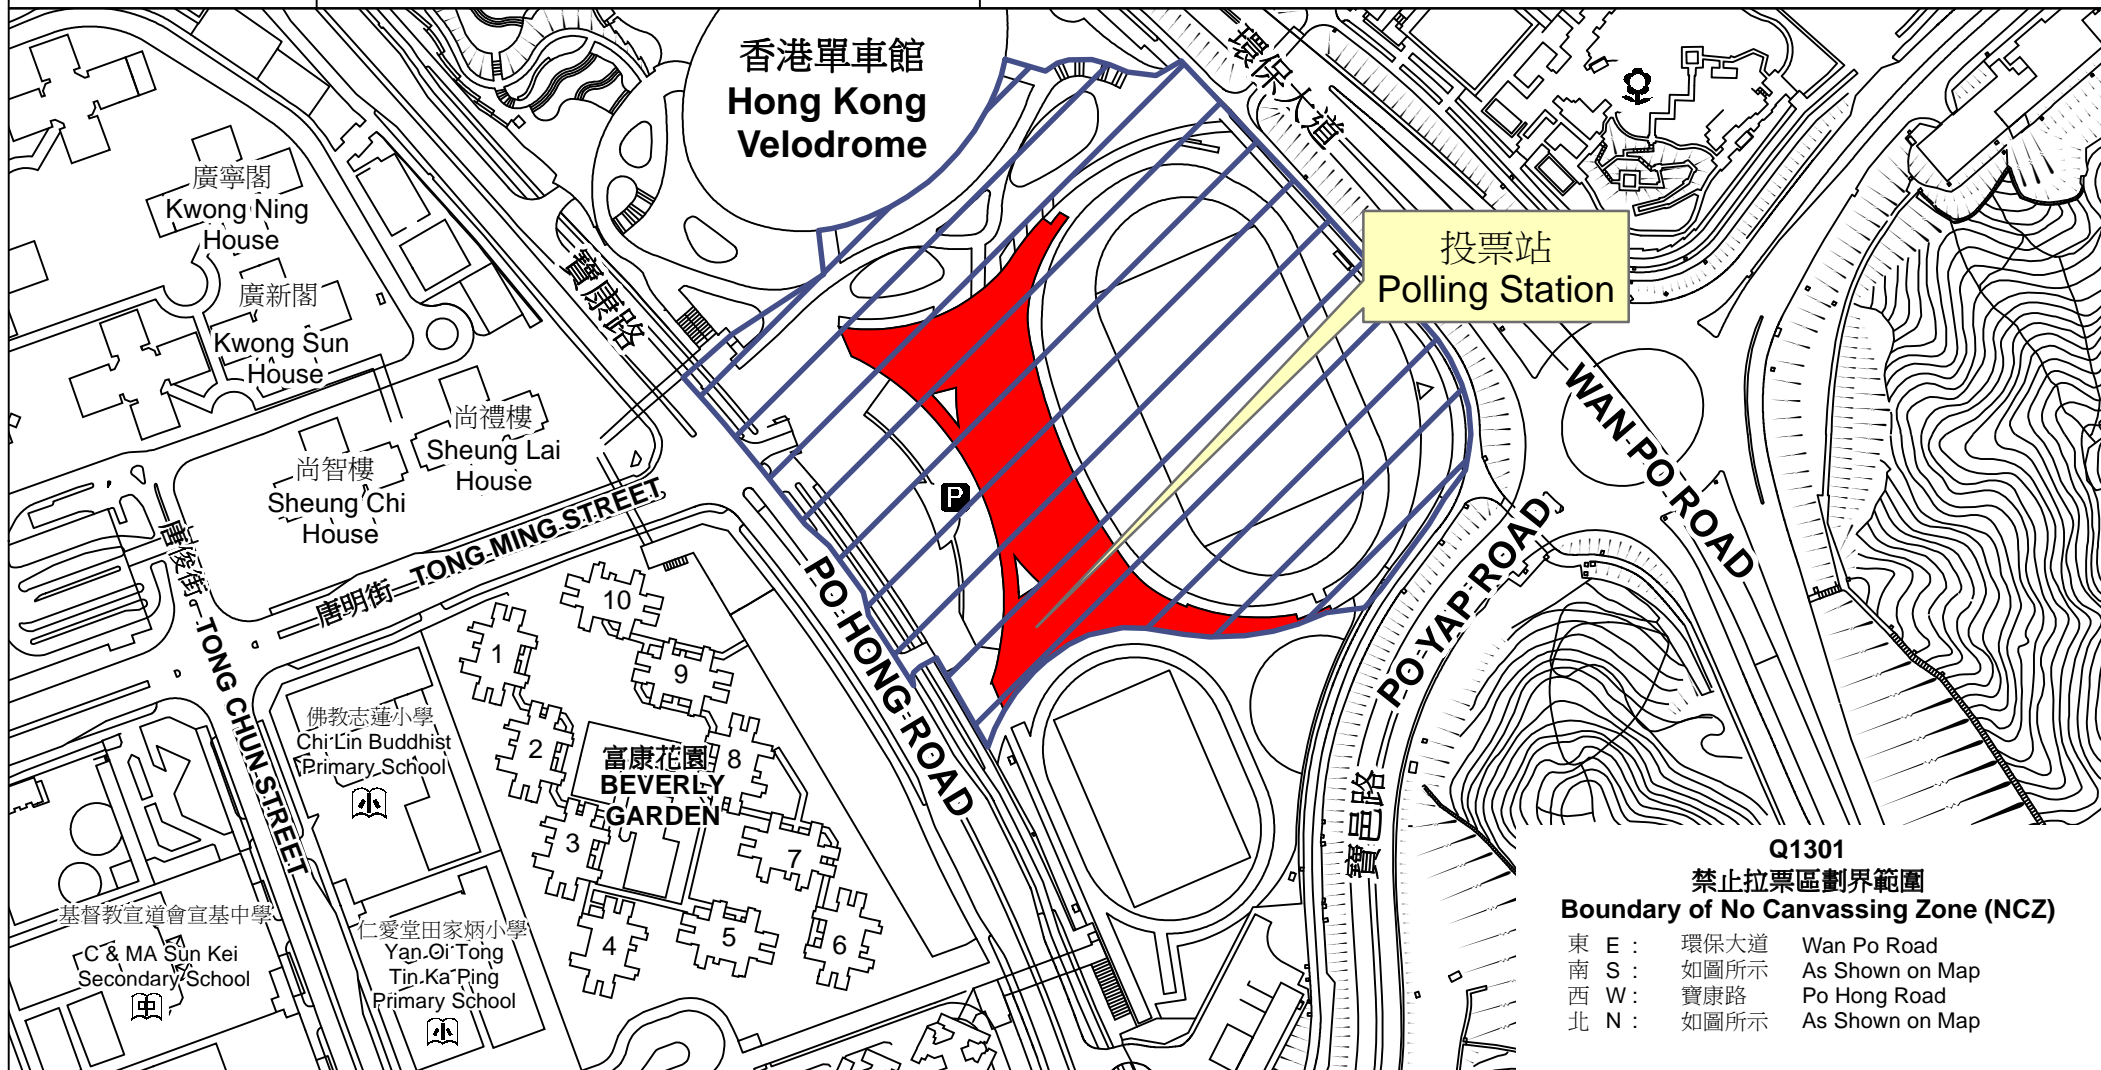 香港單車館
Hong Kong
Velodrome
環保大道
廣寧閣
Kwong Ning
House
廣新閣
Kwong Sun
House
寶康路
投票站
Polling Station
尚禮樓
Sheung Lai
House
尚智樓
Sheung Chi
House
P
WAN PO ROAD
唐俊街
TONG CHUN STREET
唐明街
TONG MING STREET
PO HONG ROAD
PO YAP ROAD
寶邑路
10
1
9
2
8
3
7
4
5
6
富康花園
BEVERLY
GARDEN
佛教志蓮小學
Chi Lin Buddhist
Primary School
小
基督教宣道會宣基中學
C & MA Sun Kei
Secondary School
中
仁愛堂田家炳小學
Yan Oi Tong
Tin Ka Ping
Primary School
小
Q1301
禁止拉票區劃界範圍
Boundary of No Canvassing Zone (NCZ)
東 E : 環保大道 Wan Po Road
南 S : 如圖所示 As Shown on Map
西 W : 寶康路 Po Hong Road
北 N : 如圖所示 As Shown on Map